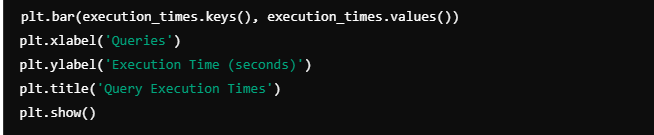 plt.bar(execution_times.keys(), execution_times.values())
plt.xlabel('Queries')
plt.ylabel('Execution Time (seconds)')
plt.title('Query Execution Times')
plt.show()